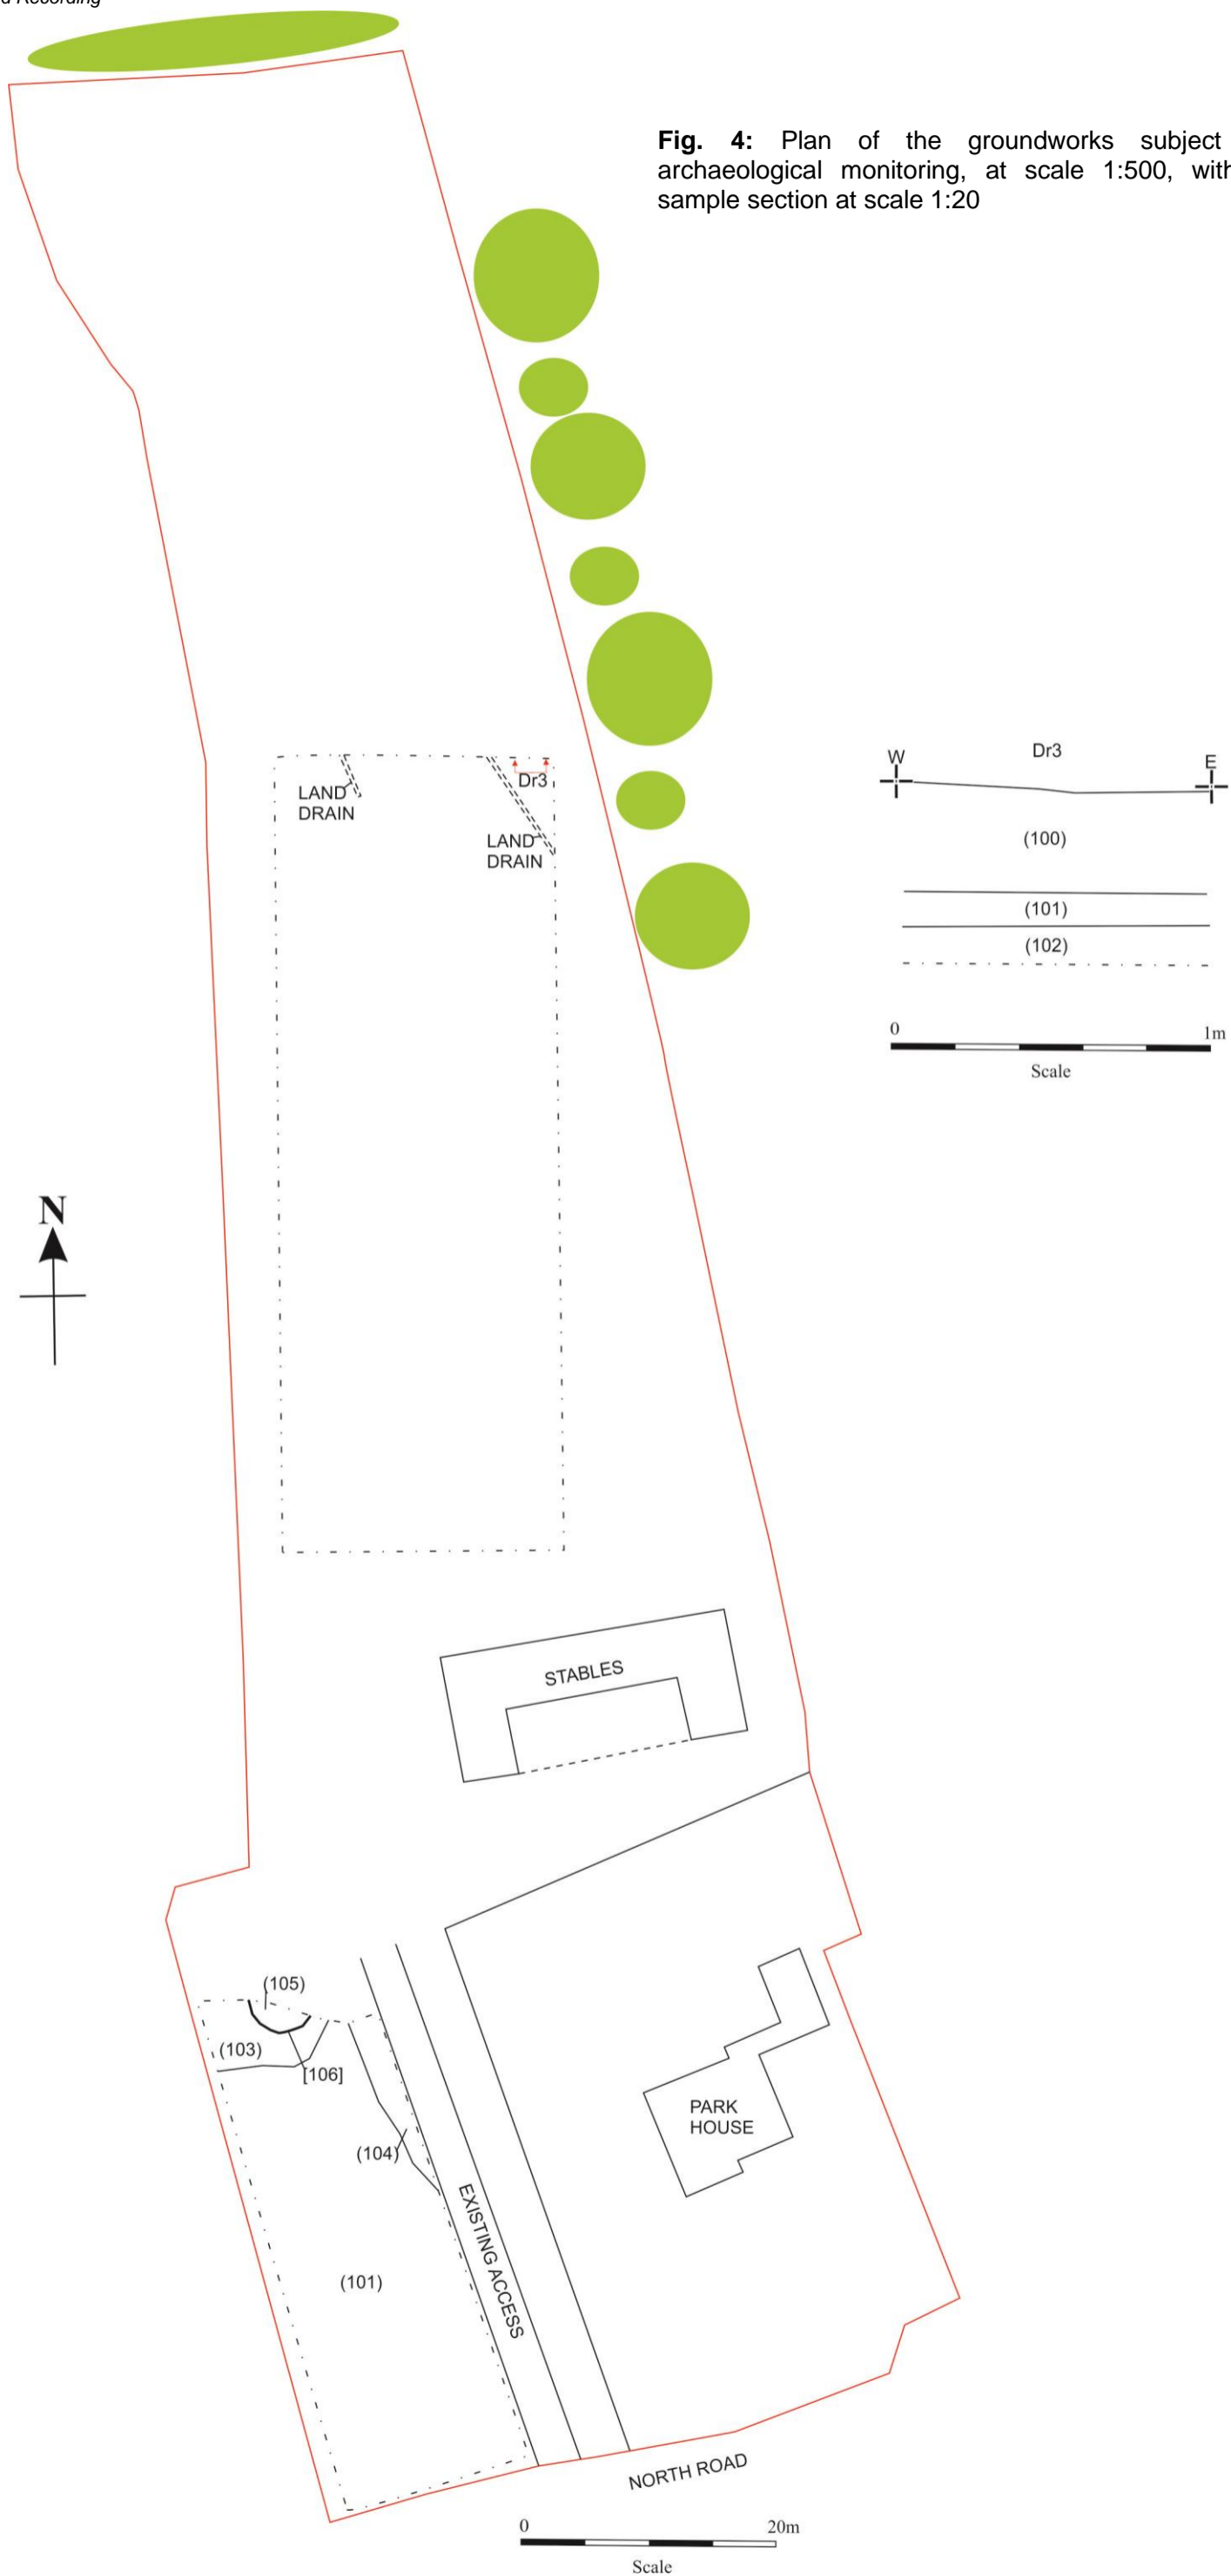 d Recording
Fig. 4: Plan of the groundworks subject
archaeological monitoring, at scale 1:500, with
sample section at scale 1:20
W
Dr3
E
(100)
(101)
(102)
0
1m
Scale
LAND
DRAIN
Dr3
LAND
DRAIN
N
STABLES
(105)
(103)
[106]
(104)
PARK
HOUSE
EXISTING ACCESS
(101)
NORTH ROAD
0
20m
Scale